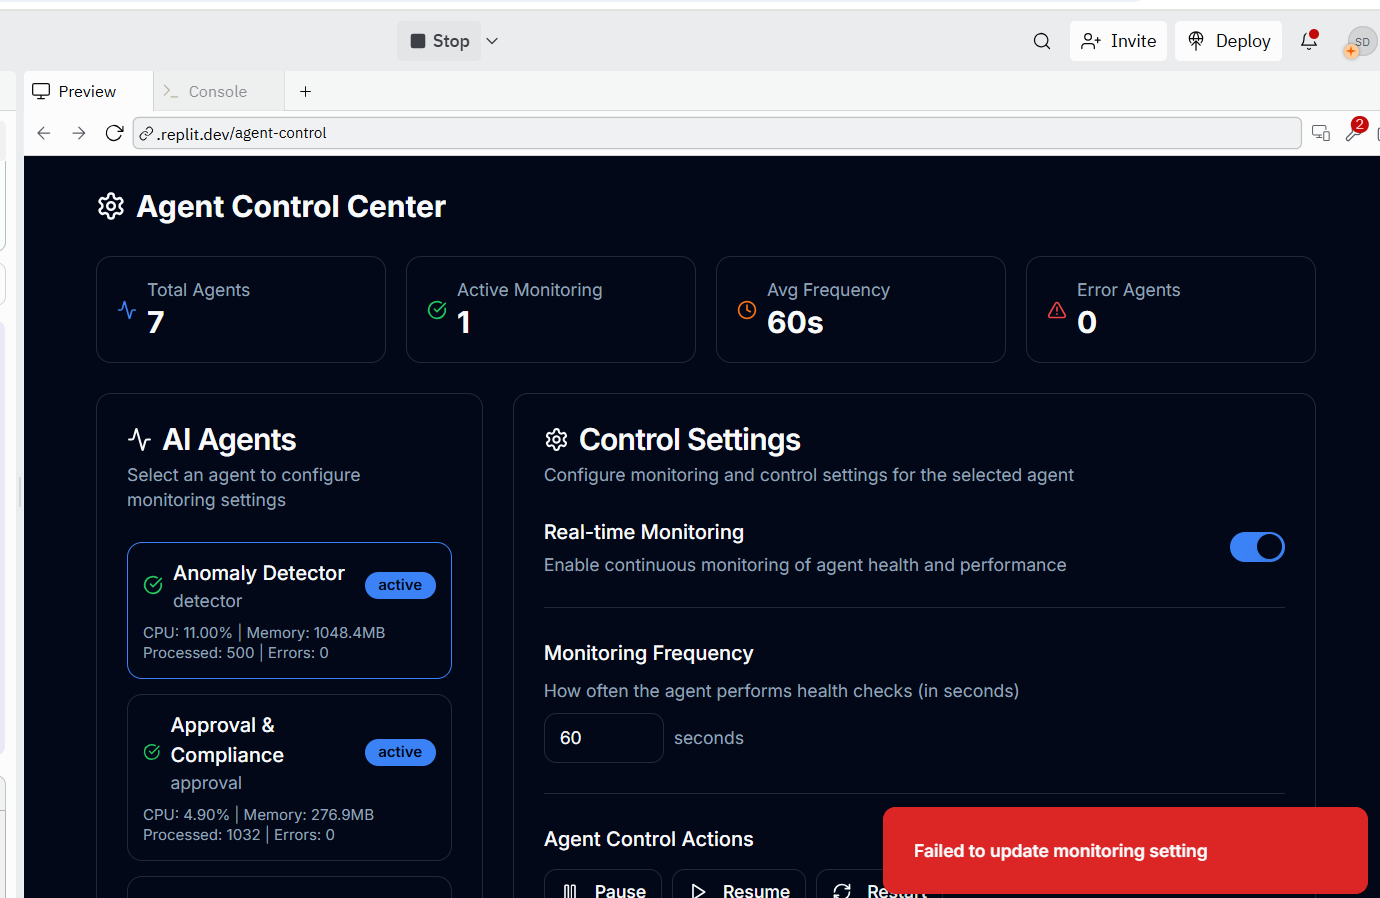 Stop
Invite
Deploy
SD
Preview
Console
.replit.dev/agent-control
2
Agent Control Center
Total Agents
7
Active Monitoring
1
Avg Frequency
60s
Error Agents
0
AI Agents
Select an agent to configure
monitoring settings
Anomaly Detector
detector
active
CPU: 11.00% | Memory: 1048.4MB
Processed: 500 | Errors: 0
Approval &
Compliance
approval
active
CPU: 4.90% | Memory: 276.9MB
Processed: 1032 | Errors: 0
Control Settings
Configure monitoring and control settings for the selected agent
Real-time Monitoring
Enable continuous monitoring of agent health and performance
Monitoring Frequency
How often the agent performs health checks (in seconds)
60 seconds
Agent Control Actions
Pause
Resume
Restart
Failed to update monitoring setting